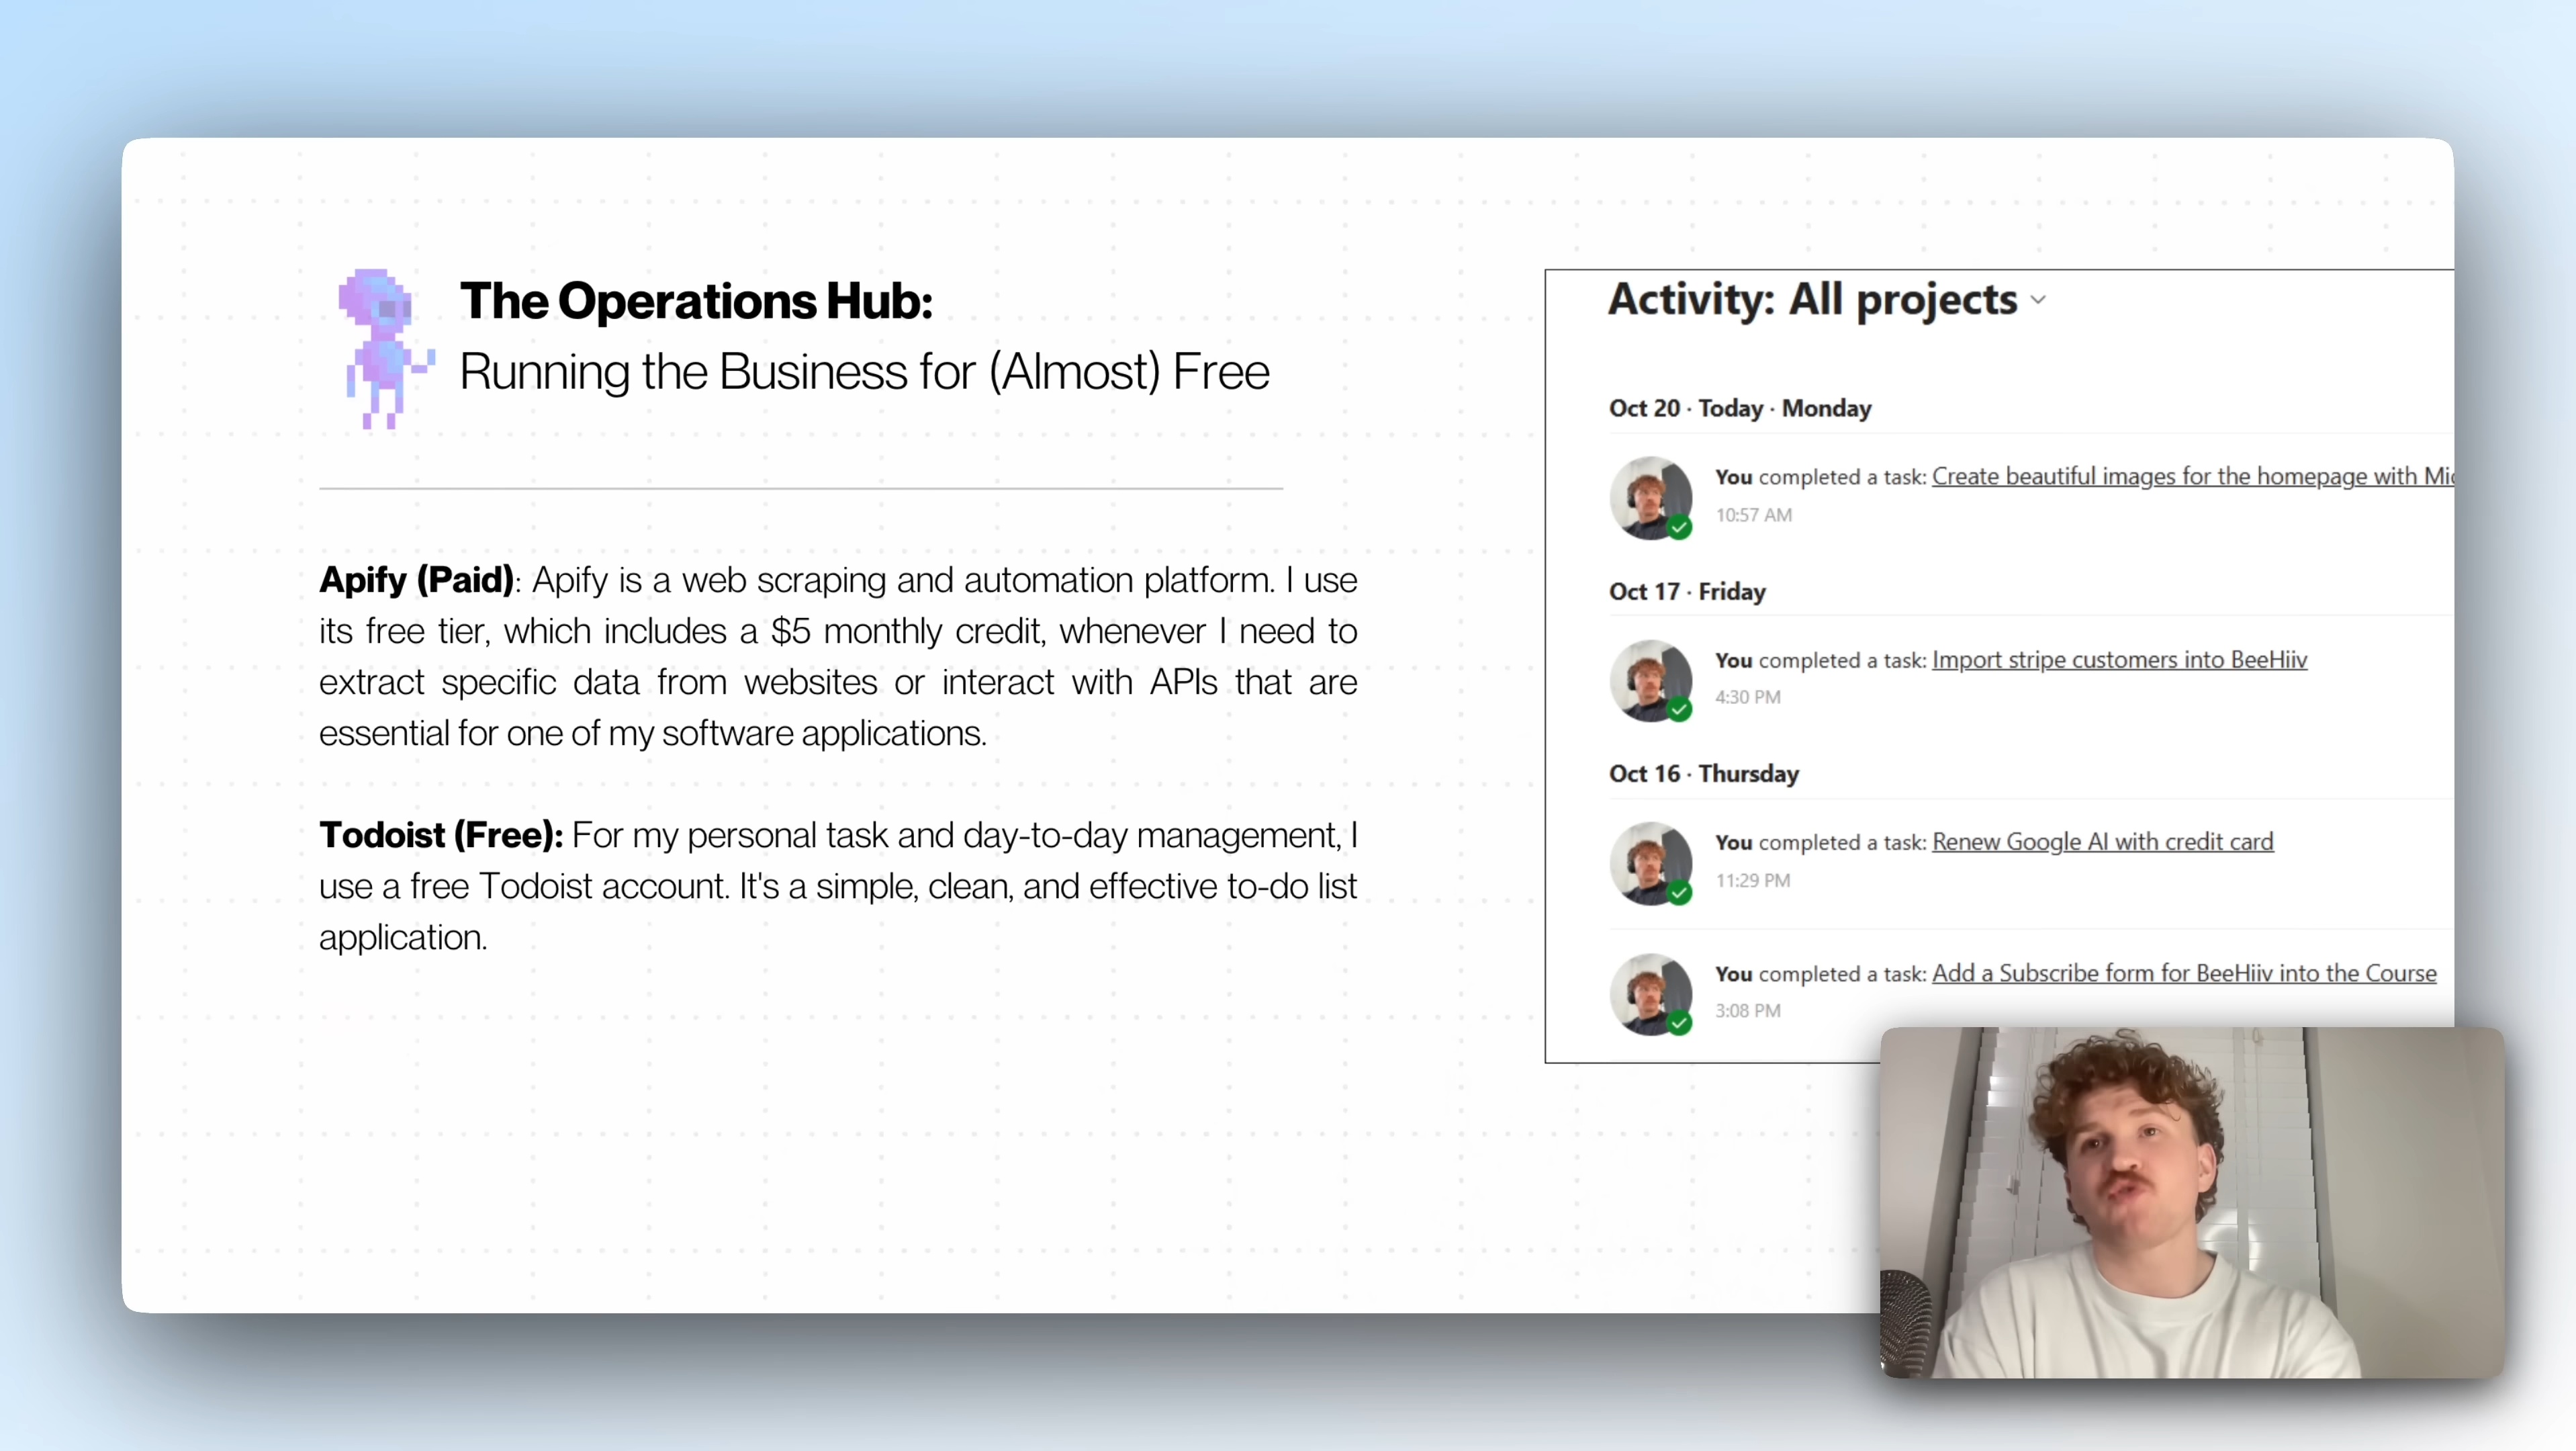 The Operations Hub:
Running the Business for (Almost) Free
Apify (Paid): Apify is a web scraping and automation platform. I use
its free tier, which includes a $5 monthly credit, whenever I need to
extract specific data from websites or interact with APIs that are
essential for one of my software applications.
Todoist (Free): For my personal task and day-to-day management, I
use a free Todoist account. It's a simple, clean, and effective to-do list
application.
Activity: All projects
Oct 20 · Today · Monday
You completed a task: Create beautiful images for the homepage with
10:57 AM
Oct 17 · Friday
You completed a task: Import stripe customers into BeeHiiv
4:30 PM
Oct 16 · Thursday
You completed a task: Renew Google AI with credit card
11:29 PM
You completed a task: Add a Subscribe form for BeeHiiv into the Course
3:08 PM